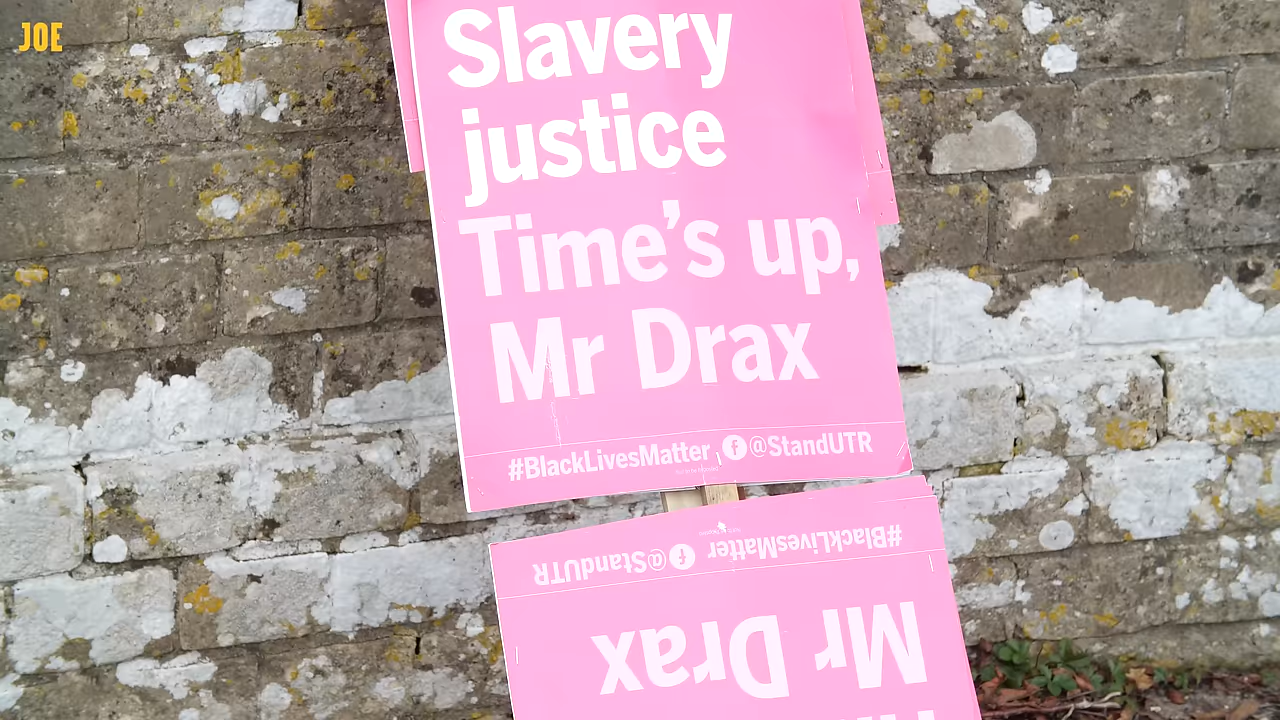 JOE
Slavery
justice
Time's up,
Mr Drax
#BlackLivesMatter @StandUTR
#BlackLivesMatter @StandUTR
Mr Drax